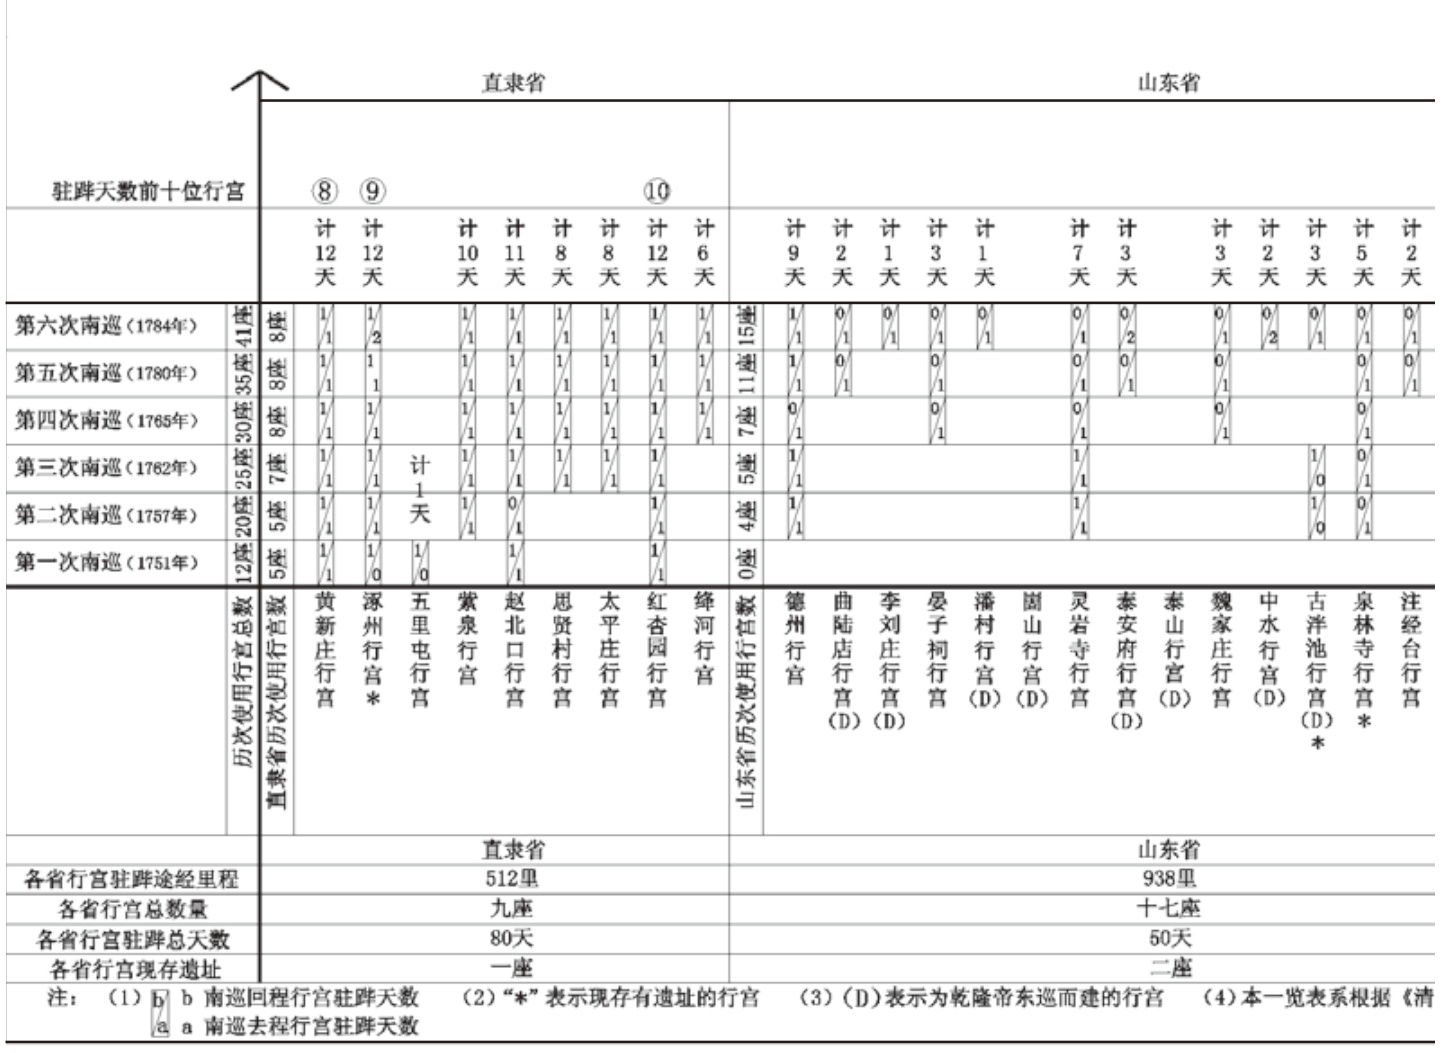 直隶省 山东省
驻跸天数前十位行宫 ⑧ ⑨ ⑩
计12天 计12天 计10天 计11天 计8天 计8天 计12天 计6天 计9天 计2天 计1天 计3天 计1天 计7天 计3天 计3天 计2天 计3天 计5天 计2天
第六次南巡(1784年) 41座 8座 1/1 1/2 1/1 1/1 1/1 1/1 1/1 1/1 15座 1/1 0/1 0/1 0/1 0/1 0/1 0/2 0/1 0/2 0/1 0/1 0/1
第五次南巡(1780年) 35座 8座 1/1 1 1 1/1 1/1 1/1 1/1 1/1 1/1 11座 1/1 0/1 0/1 0/1 0/1 0/1 0/1 0/1
第四次南巡(1765年) 30座 8座 1/1 1/1 1/1 1/1 1/1 1/1 1/1 1/1 7座 0/1 0/1 0/1 0/1 0/1
第三次南巡(1762年) 25座 7座 1/1 1/1 计1天 1/1 1/1 1/1 1/1 1/1 5座 1/1 1/1 1/0 0/1
第二次南巡(1757年) 20座 5座 1/1 1/1 1/1 0/1 1/1 4座 1/1 1/1 1/0 0/1
第一次南巡(1751年) 12座 5座 1/1 1/0 1/0 1/1 1/1 0座
历次使用行宫总数
直隶省历次使用行宫数
黄新庄行宫
涿州行宫*
五里屯行宫
紫泉行宫
赵北口行宫
思贤村行宫
太平庄行宫
红杏园行宫
绛河行宫
山东省历次使用行宫数
德州行宫
曲陆店行宫(D)
李刘庄行宫(D)
晏子祠行宫
潘村行宫(D)
崮山行宫(D)
灵岩寺行宫
泰安府行宫(D)
泰山行宫(D)
魏家庄行宫
中水行宫(D)
古泮池行宫(D)*
泉林寺行宫*
注经台行宫
直隶省 山东省
各省行宫驻跸途经里程 512里 938里
各省行宫总数量 九座 十七座
各省行宫驻跸总天数 80天 50天
各省行宫现存遗址 一座 二座
注: (1) b/a b 南巡回程行宫驻跸天数 (2)“*”表示现存有遗址的行宫 (3)(D)表示为乾隆帝东巡而建的行宫 (4)本一览表系根据《清
a 南巡去程行宫驻跸天数